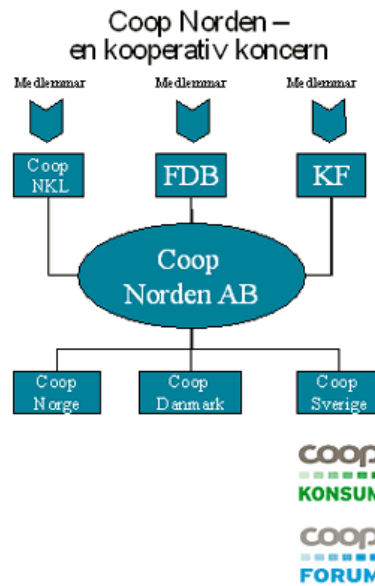 Coop Norden –
en kooperativ koncern
Medlemmar Medlemmar Medlemmar
Coop
NKL
FDB
KF
Coop
Norden AB
Coop
Norge
Coop
Danmark
Coop
Sverige
coop
KONSUM
coop
FORUM